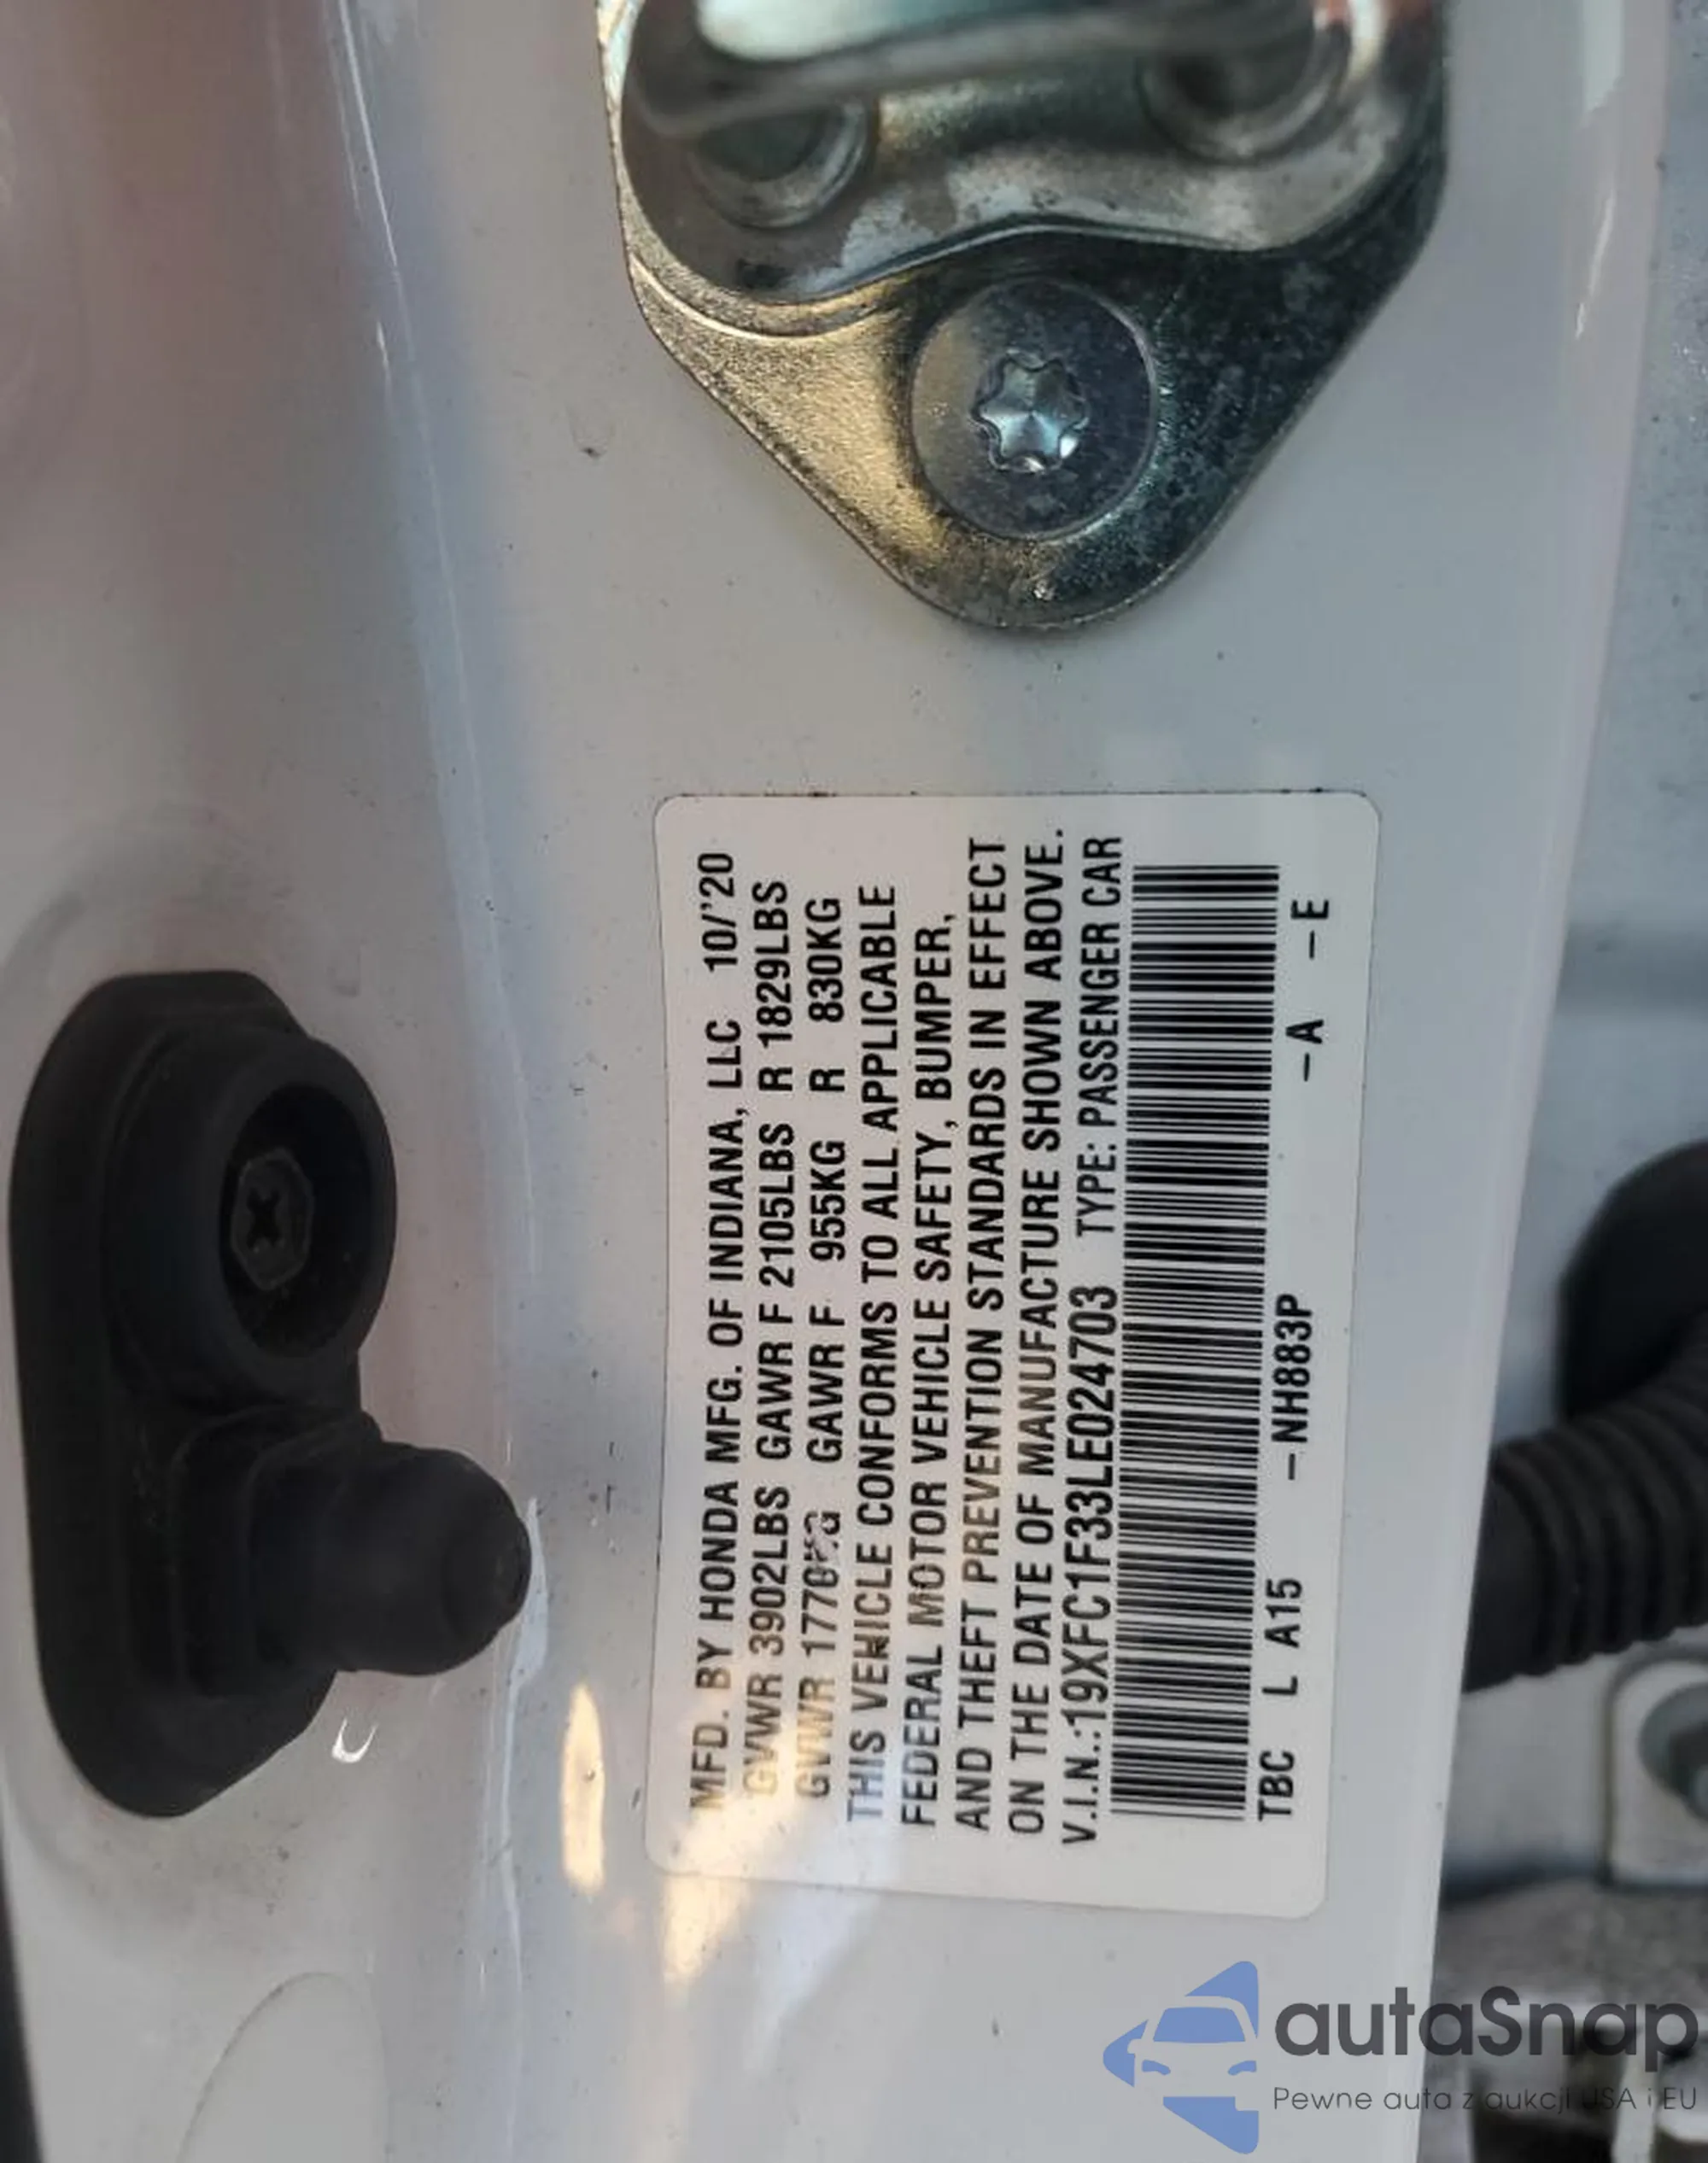 MFD. BY HONDA MFG. OF INDIANA, LLC 10/'20
GVWR 3902LBS GAWR F 2105LBS R 1829LBS
GVWR 1770KG GAWR F 955KG R 830KG
THIS VEHICLE CONFORMS TO ALL APPLICABLE
FEDERAL MOTOR VEHICLE SAFETY, BUMPER,
AND THEFT PREVENTION STANDARDS IN EFFECT
ON THE DATE OF MANUFACTURE SHOWN ABOVE.
V.I.N.:19XFC1F33LE024703 TYPE: PASSENGER CAR
TBC L A15 –NH883P –A –E
autaSnap
Pewne auta z aukcji USA i EU